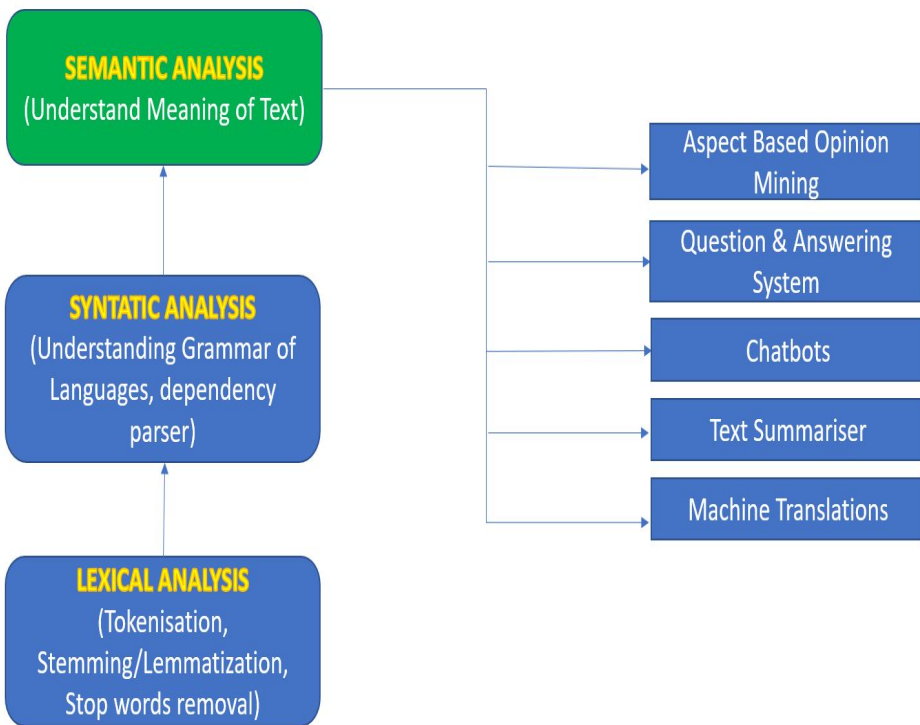 SEMANTIC ANALYSIS
(Understand Meaning of Text)
SYNTATIC ANALYSIS
(Understanding Grammar of
Languages, dependency
parser)
LEXICAL ANALYSIS
(Tokenisation,
Stemming/Lemmatization,
Stop words removal)
Aspect Based Opinion
Mining
Question & Answering
System
Chatbots
Text Summariser
Machine Translations